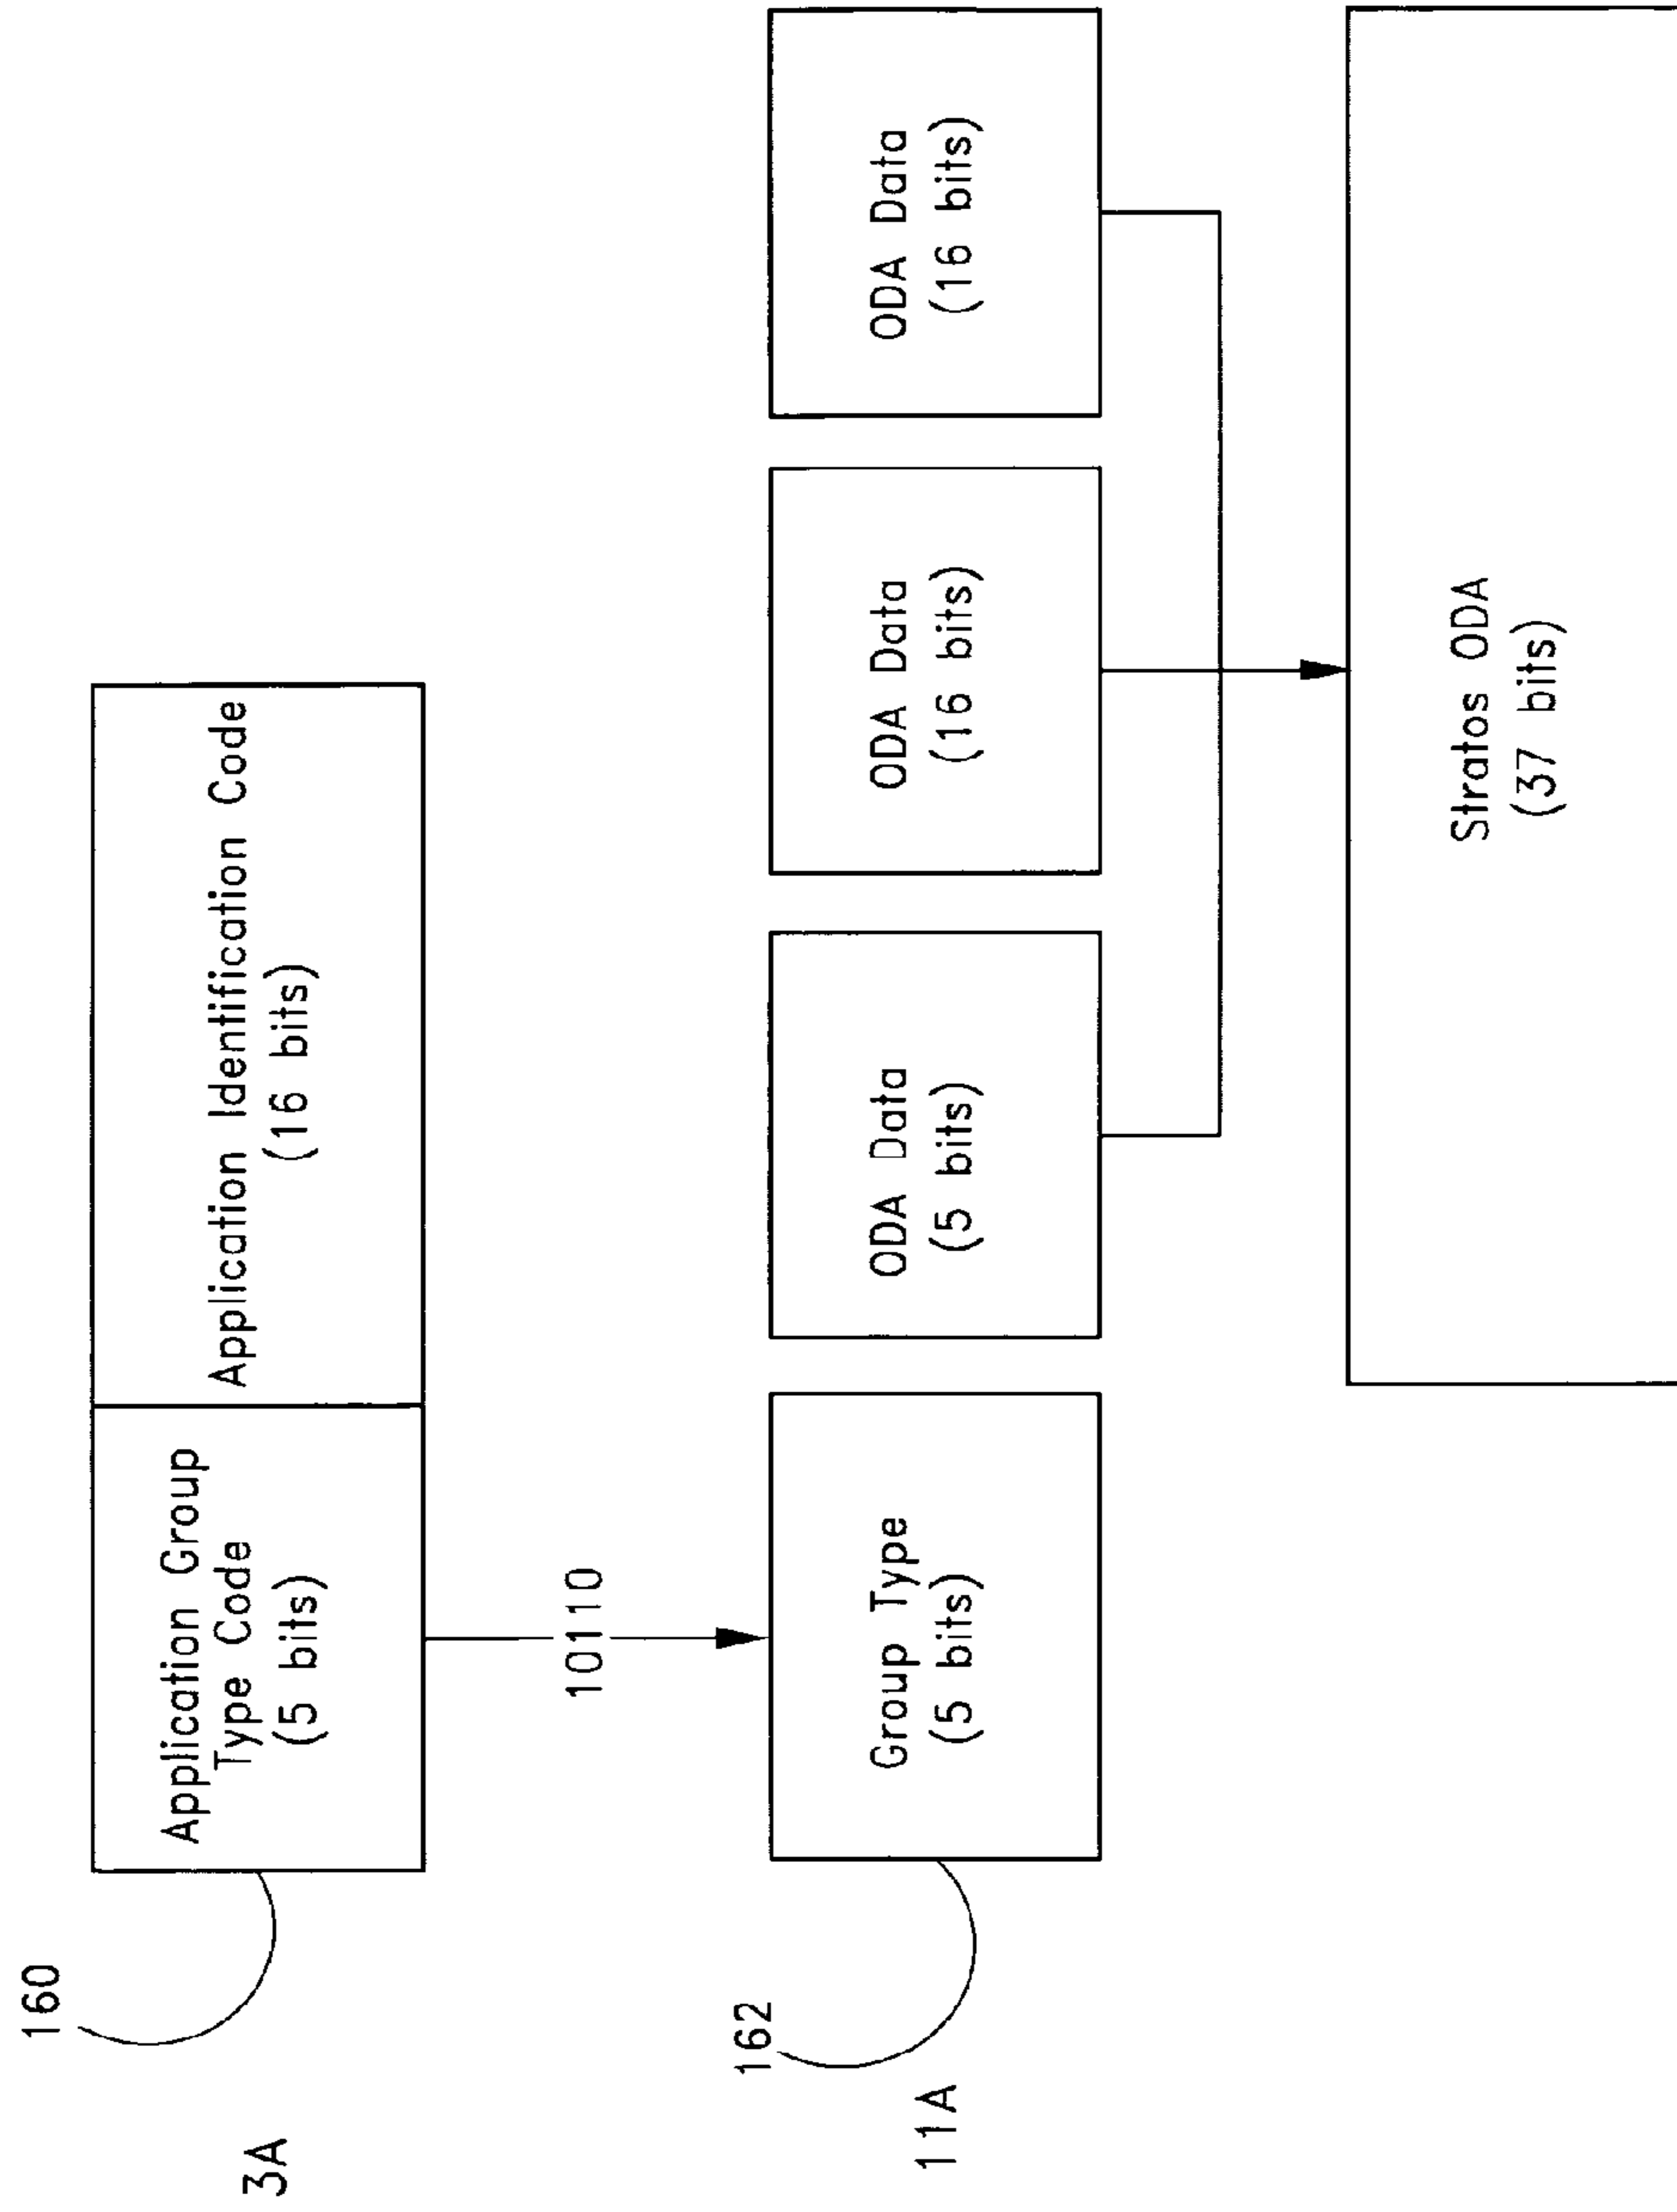 160
3A
Application Group
Type Code
(5 bits)
Application Identification Code
(16 bits)
10110
162
11A
Group Type
(5 bits)
ODA Data
(5 bits)
ODA Data
(16 bits)
ODA Data
(16 bits)
Stratos ODA
(37 bits)